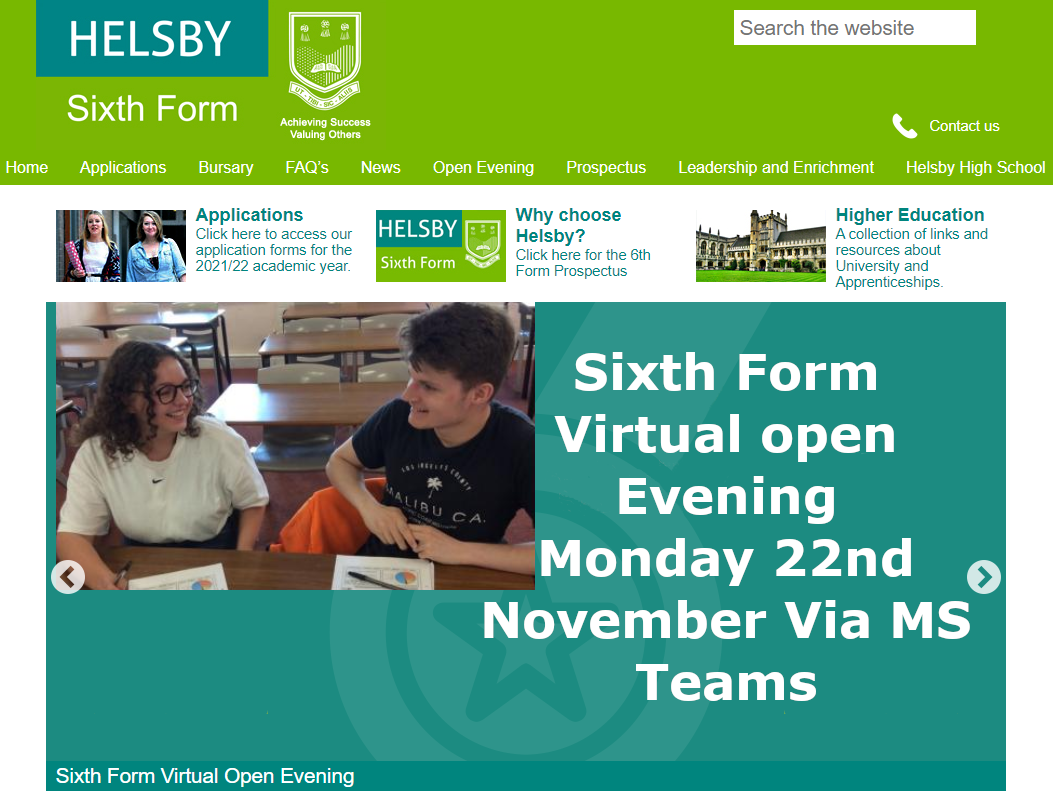 HELSBY
Sixth Form
UT · TIBI · SIC · ALIIS
Achieving Success
Valuing Others
Search the website
Contact us
Home Applications Bursary FAQ's News Open Evening Prospectus Leadership and Enrichment Helsby High School
Applications
Click here to access our
application forms for the
2021/22 academic year.
HELSBY
Sixth Form
Why choose
Helsby?
Click here for the 6th
Form Prospectus
Higher Education
A collection of links and
resources about
University and
Apprenticeships.
LOS ANGELES COUNTY
MALIBU CA.
Sixth Form
Virtual open
Evening
Monday 22nd
November Via MS
Teams
Sixth Form Virtual Open Evening